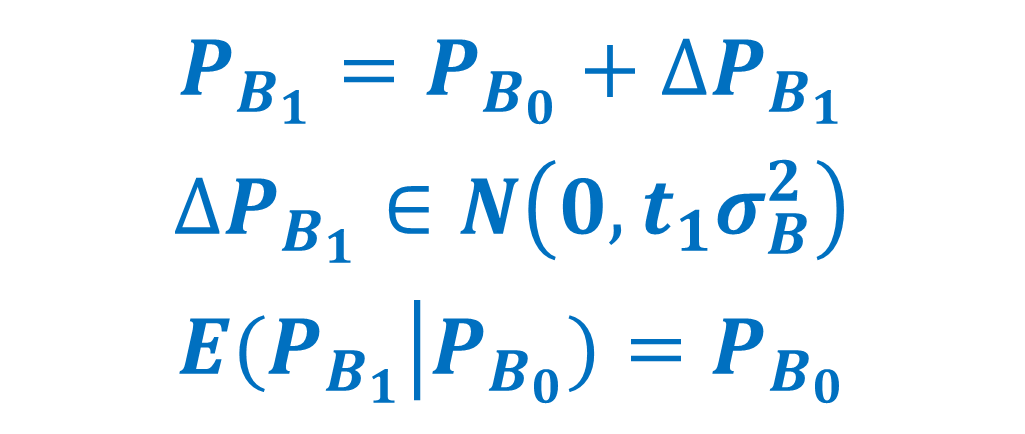 P_{B_1} = P_{B_0} + ΔP_{B_1}
ΔP_{B_1} ∈ N(0, t_1σ_B^2)
E(P_{B_1}|P_{B_0}) = P_{B_0}